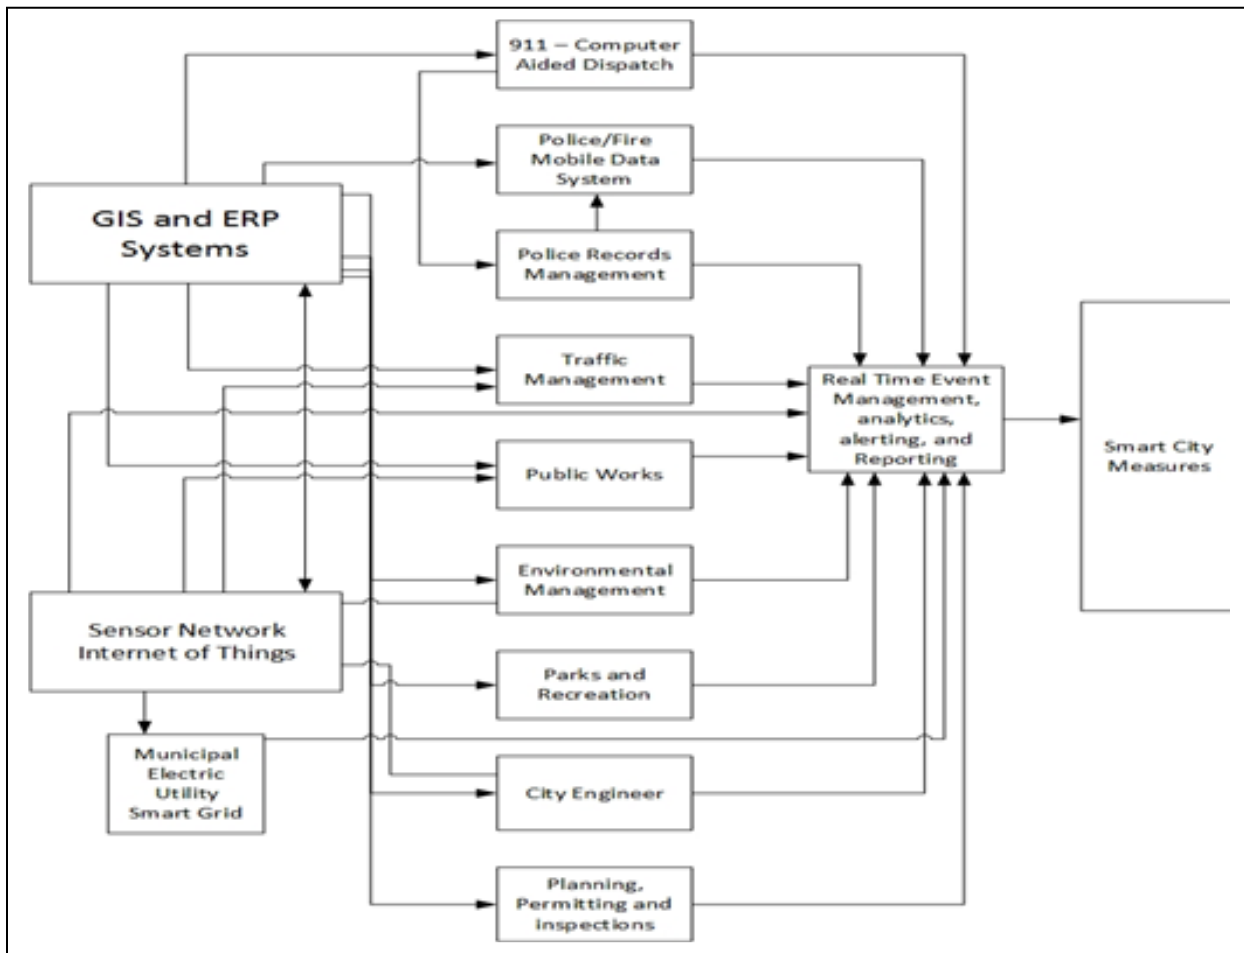 911 – Computer
Aided Dispatch
Police/Fire
Mobile Data
System
GIS and ERP
Systems
Police Records
Management
Traffic
Management
Real Time Event
Management,
analytics,
alerting, and
Reporting
Smart City
Measures
Public Works
Environmental
Management
Sensor Network
Internet of Things
Parks and
Recreation
Municipal
Electric
Utility
Smart Grid
City Engineer
Planning,
Permitting and
inspections